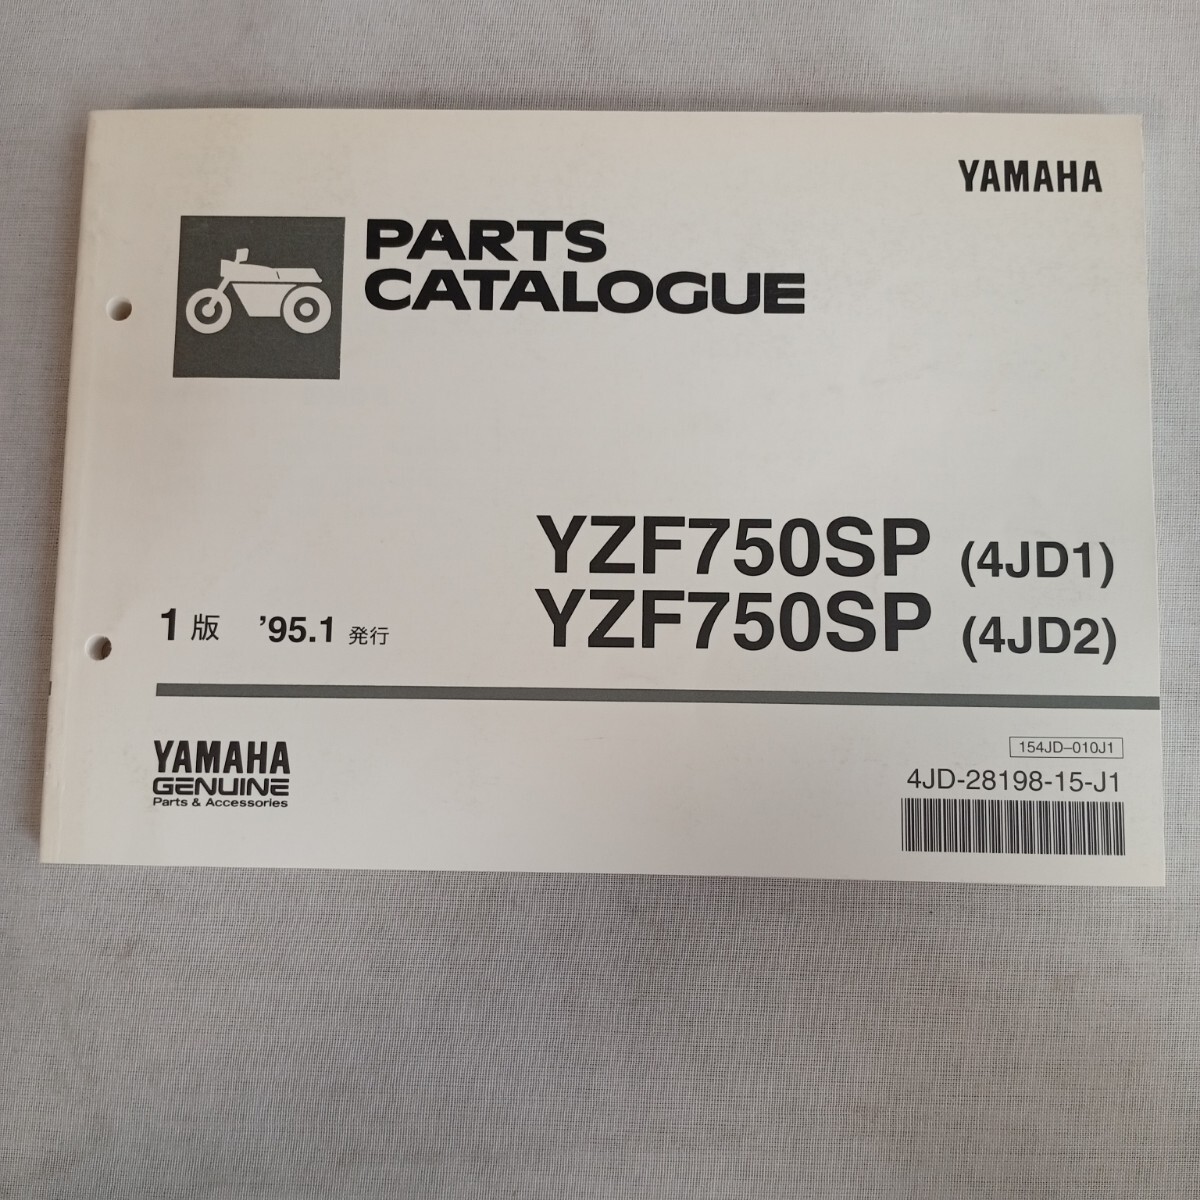 YAMAHA
PARTS
CATALOGUE
YZF750SP (4JD1)
YZF750SP (4JD2)
1版 '95.1 発行
YAMAHA
GENUINE
Parts & Accessories
154JD-010J1
4JD-28198-15-J1